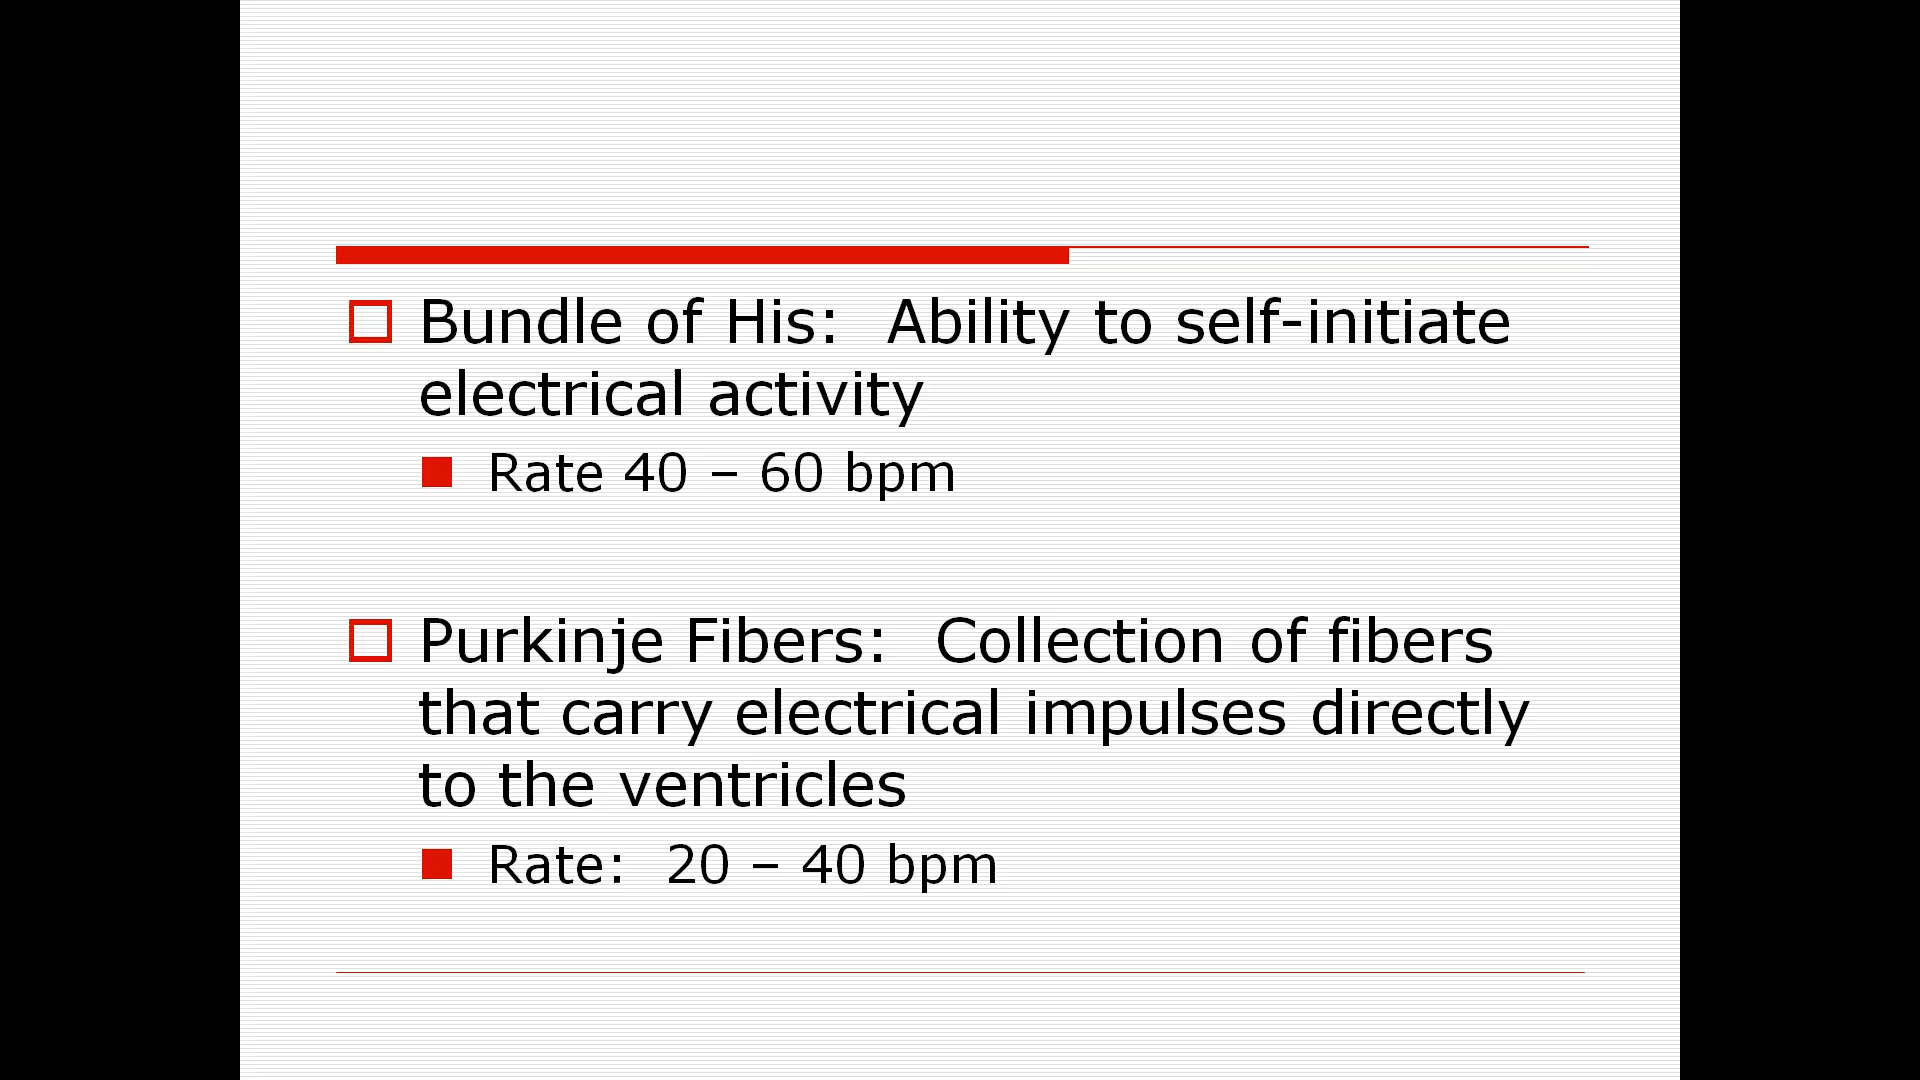 Bundle of His:  Ability to self-initiate
electrical activity
Rate 40 – 60 bpm
Purkinje Fibers:  Collection of fibers
that carry electrical impulses directly
to the ventricles
Rate:  20 – 40 bpm